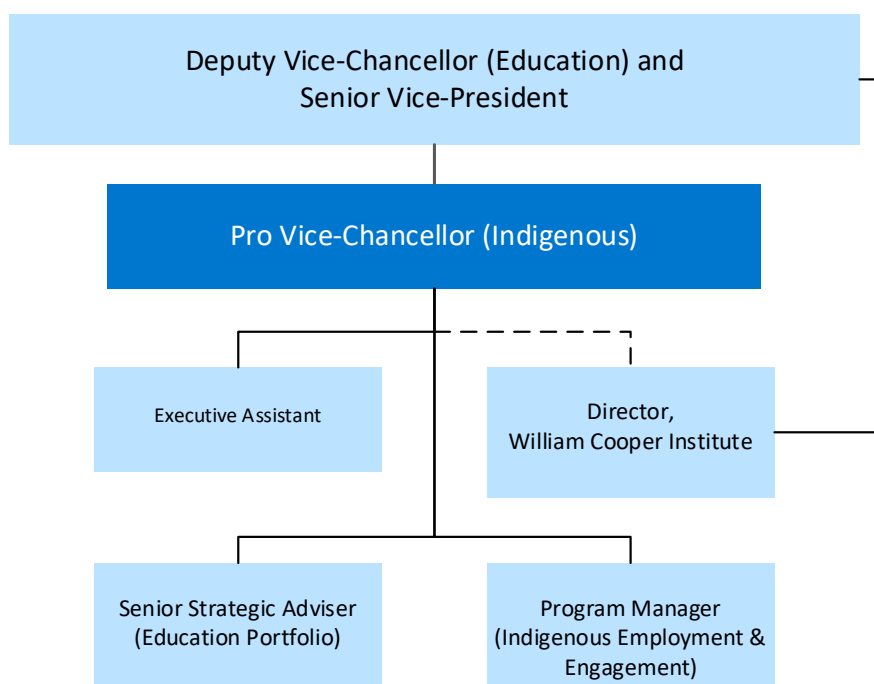 Deputy Vice-Chancellor (Education) and
Senior Vice-President
Pro Vice-Chancellor (Indigenous)
Executive Assistant
Director,
William Cooper Institute
Senior Strategic Adviser
(Education Portfolio)
Program Manager
(Indigenous Employment &
Engagement)